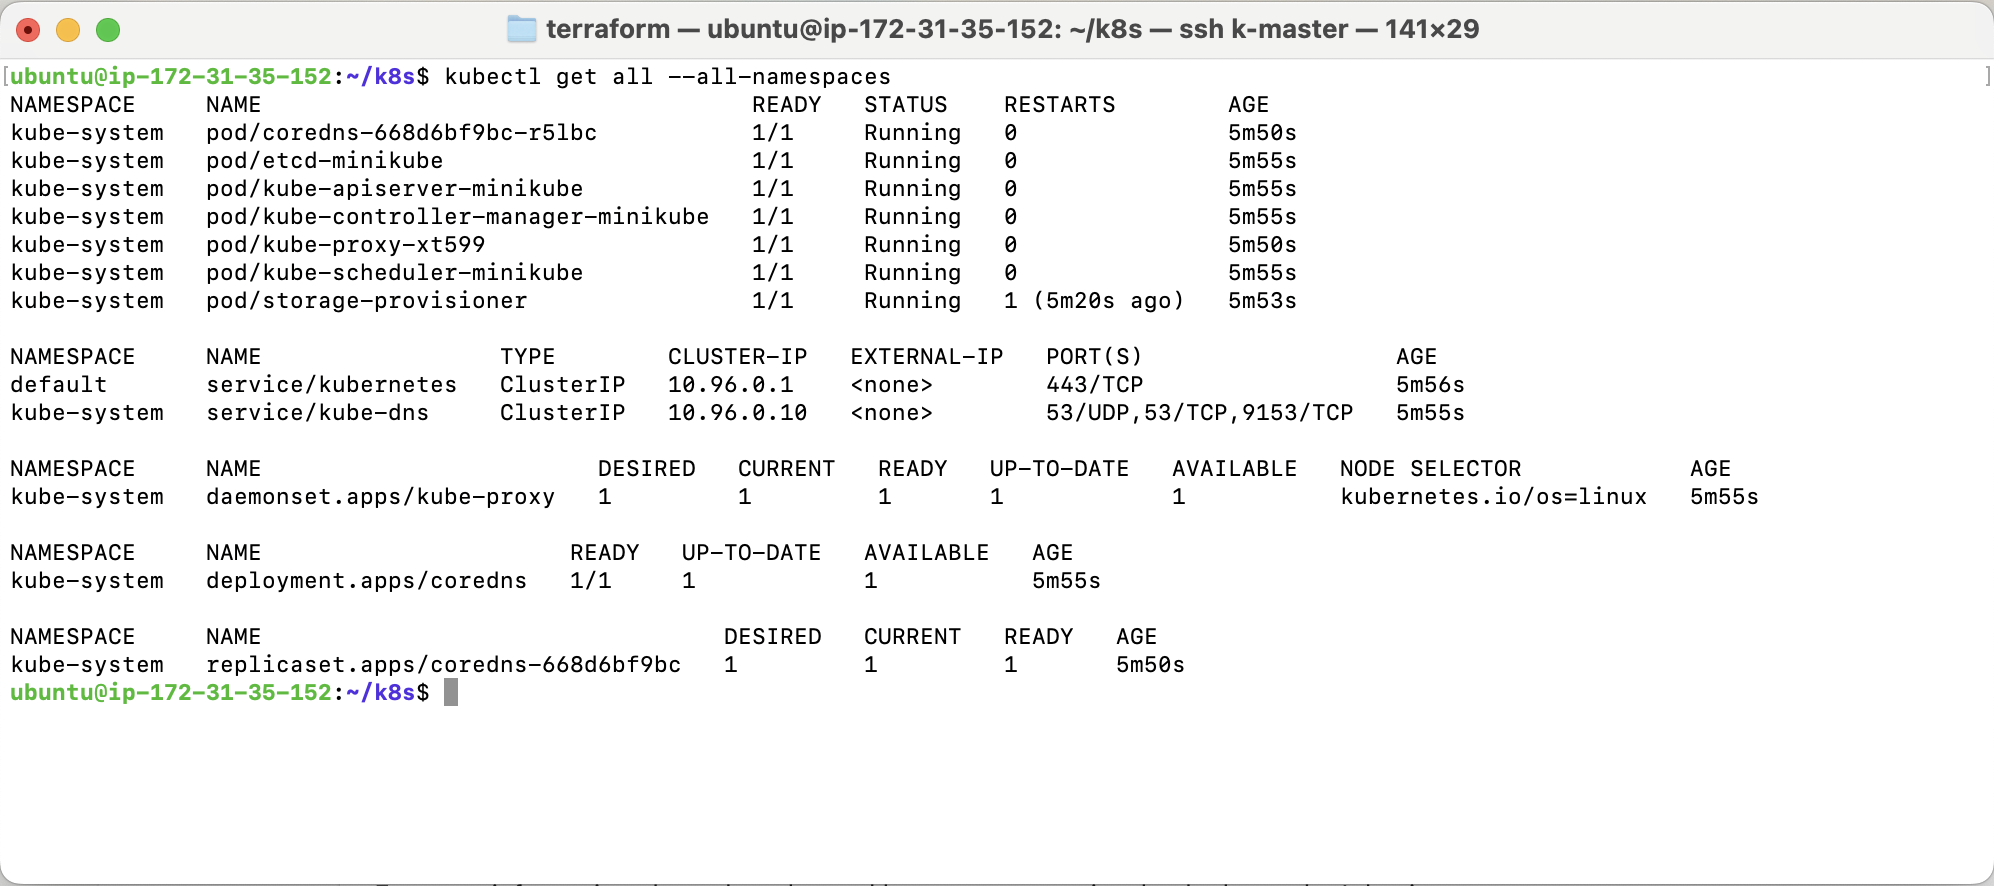 terraform — ubuntu@ip-172-31-35-152: ~/k8s — ssh k-master — 141×29
[ubuntu@ip-172-31-35-152:~/k8s$ kubectl get all --all-namespaces ]
NAMESPACE     NAME                                   READY   STATUS    RESTARTS        AGE
kube-system   pod/coredns-668d6bf9bc-r5lbc           1/1     Running   0               5m50s
kube-system   pod/etcd-minikube                      1/1     Running   0               5m55s
kube-system   pod/kube-apiserver-minikube            1/1     Running   0               5m55s
kube-system   pod/kube-controller-manager-minikube   1/1     Running   0               5m55s
kube-system   pod/kube-proxy-xt599                   1/1     Running   0               5m50s
kube-system   pod/kube-scheduler-minikube            1/1     Running   0               5m55s
kube-system   pod/storage-provisioner                1/1     Running   1 (5m20s ago)   5m53s
NAMESPACE     NAME                 TYPE        CLUSTER-IP   EXTERNAL-IP   PORT(S)                  AGE
default       service/kubernetes   ClusterIP   10.96.0.1    <none>        443/TCP                  5m56s
kube-system   service/kube-dns     ClusterIP   10.96.0.10   <none>        53/UDP,53/TCP,9153/TCP   5m55s
NAMESPACE     NAME                        DESIRED   CURRENT   READY   UP-TO-DATE   AVAILABLE   NODE SELECTOR            AGE
kube-system   daemonset.apps/kube-proxy   1         1         1       1            1           kubernetes.io/os=linux   5m55s
NAMESPACE     NAME                      READY   UP-TO-DATE   AVAILABLE   AGE
kube-system   deployment.apps/coredns   1/1     1            1           5m55s
NAMESPACE     NAME                                 DESIRED   CURRENT   READY   AGE
kube-system   replicaset.apps/coredns-668d6bf9bc   1         1         1       5m50s
ubuntu@ip-172-31-35-152:~/k8s$